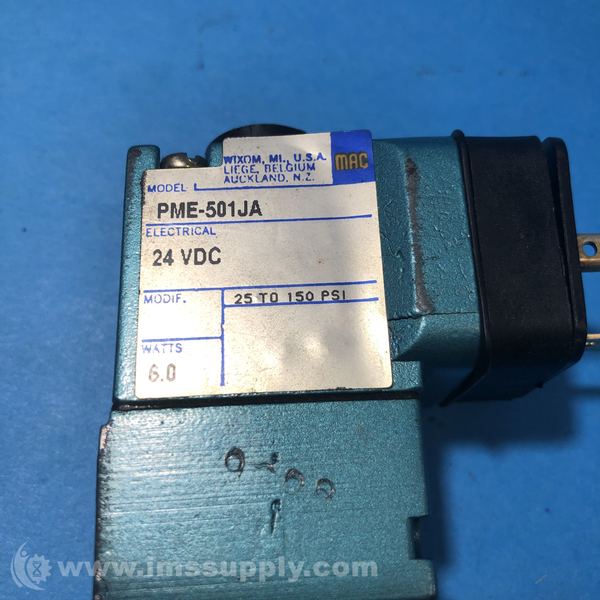 WIXOM, MI., U.S.A.
LIEGE, BELGIUM
AUCKLAND, N.Z.
MAC
MODEL
PME-501JA
ELECTRICAL
24 VDC
MODIF.
25 TO 150 PSI
WATTS
6.0
www.imssupply.com